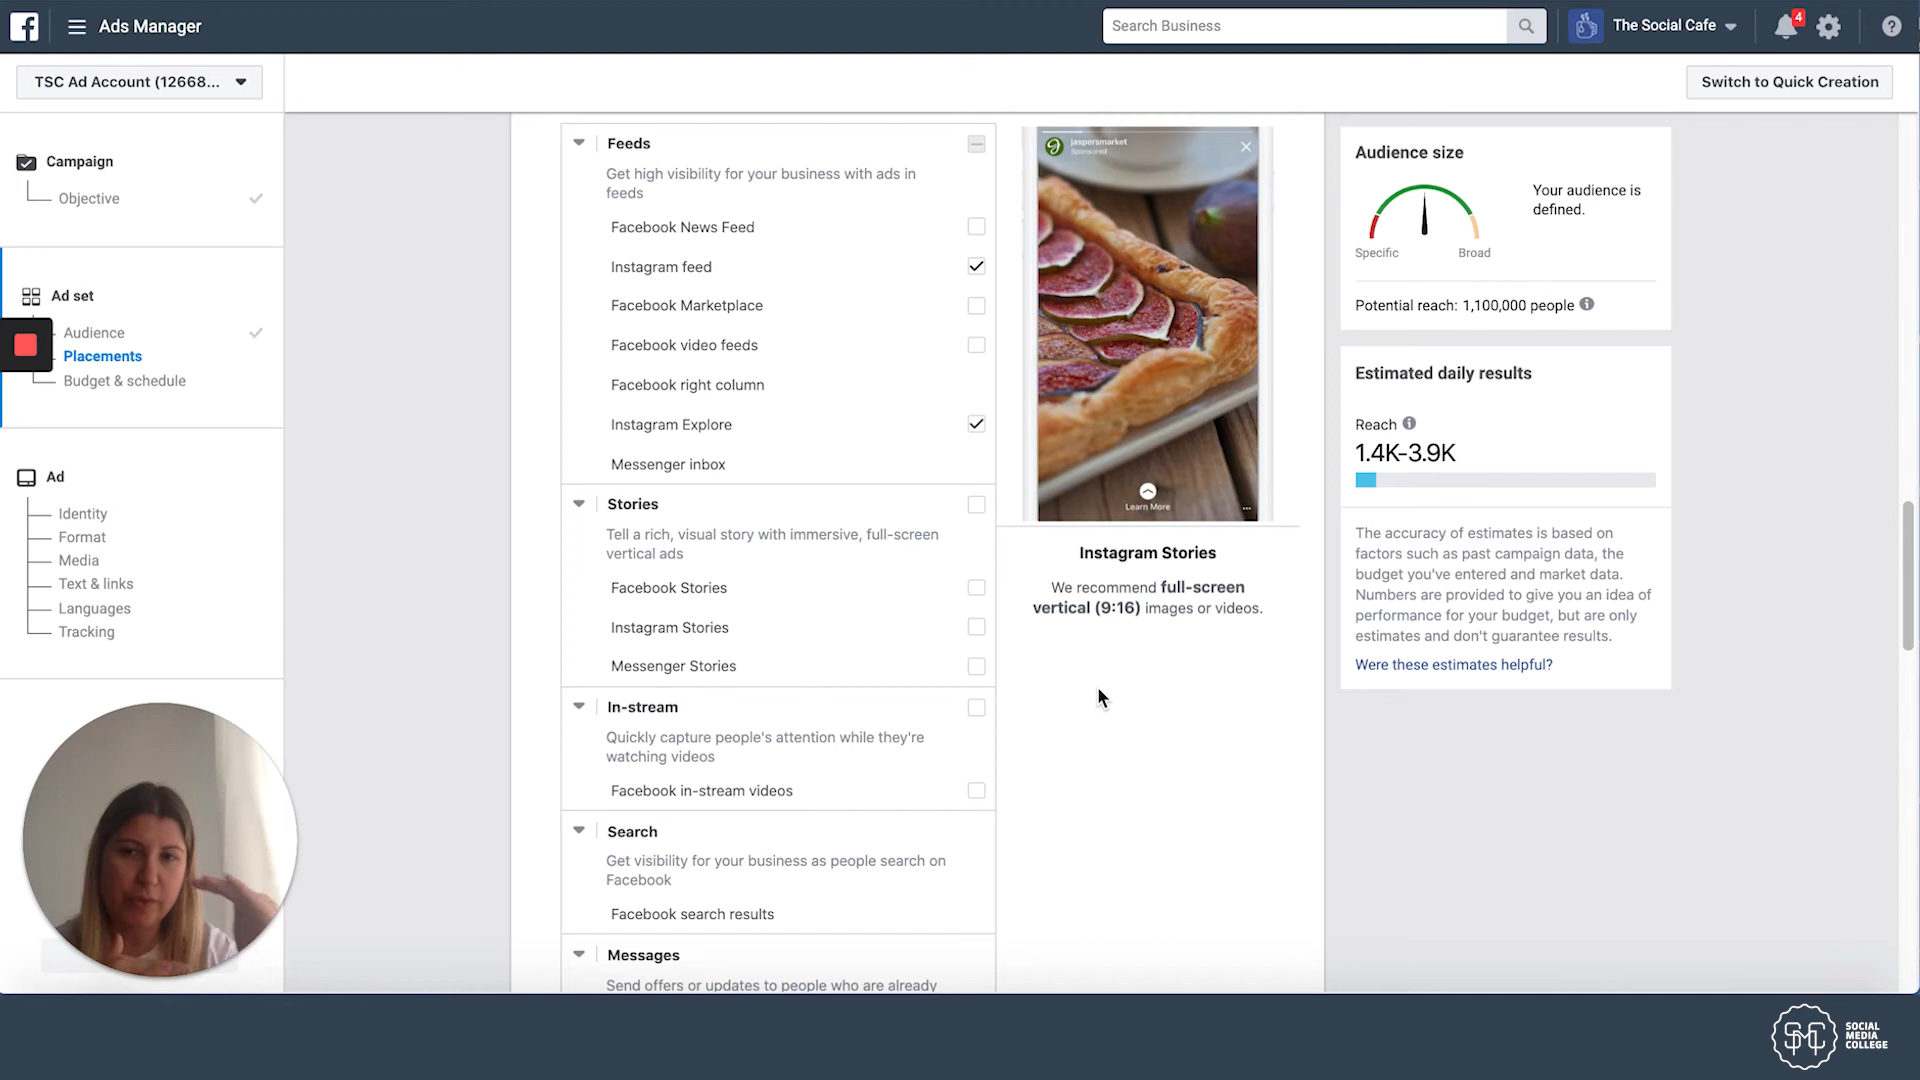 Ads Manager
Search Business
The Social Cafe
4
?
TSC Ad Account (12668...
Switch to Quick Creation
Campaign
Objective
Ad set
Audience
Placements
Budget & schedule
Ad
Identity
Format
Media
Text & links
Languages
Tracking
Feeds
Get high visibility for your business with ads in
feeds
Facebook News Feed
Instagram feed
Facebook Marketplace
Facebook video feeds
Facebook right column
Instagram Explore
Messenger inbox
Stories
Tell a rich, visual story with immersive, full-screen
vertical ads
Facebook Stories
Instagram Stories
Messenger Stories
In-stream
Quickly capture people's attention while they're
watching videos
Facebook in-stream videos
Search
Get visibility for your business as people search on
Facebook
Facebook search results
Messages
Send offers or updates to people who are already
jaspersmarket
Sponsored
Learn More
...
Instagram Stories
We recommend full-screen
vertical (9:16) images or videos.
Audience size
Your audience is
defined.
Specific
Broad
Potential reach: 1,100,000 people
Estimated daily results
Reach
1.4K-3.9K
The accuracy of estimates is based on
factors such as past campaign data, the
budget you've entered and market data.
Numbers are provided to give you an idea of
performance for your budget, but are only
estimates and don't guarantee results.
Were these estimates helpful?
SMC
SOCIAL
MEDIA
COLLEGE